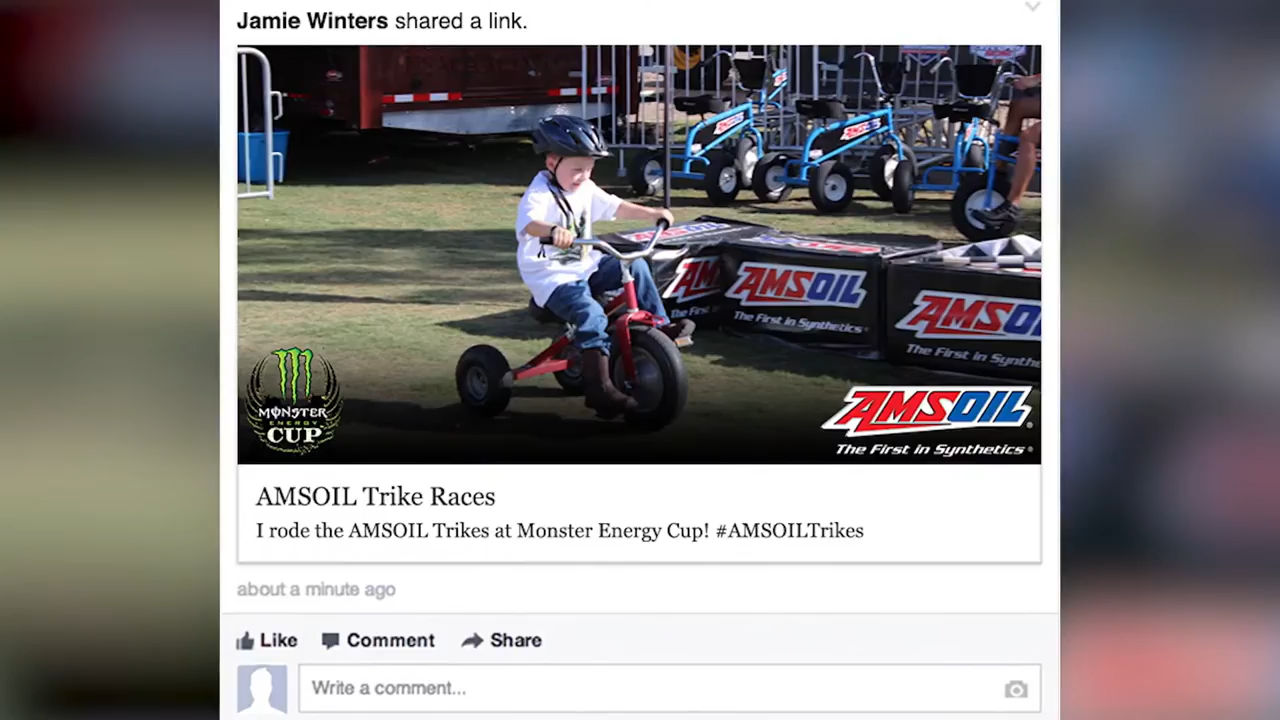 Jamie Winters shared a link.
AMSOIL
The First in Synthetics
AMSOIL
The First in Synthe
MONSTER
ENERGY
CUP
AMSOIL
The First in Synthetics
AMSOIL Trike Races
I rode the AMSOIL Trikes at Monster Energy Cup! #AMSOILTrikes
about a minute ago
Like Comment Share
Write a comment...